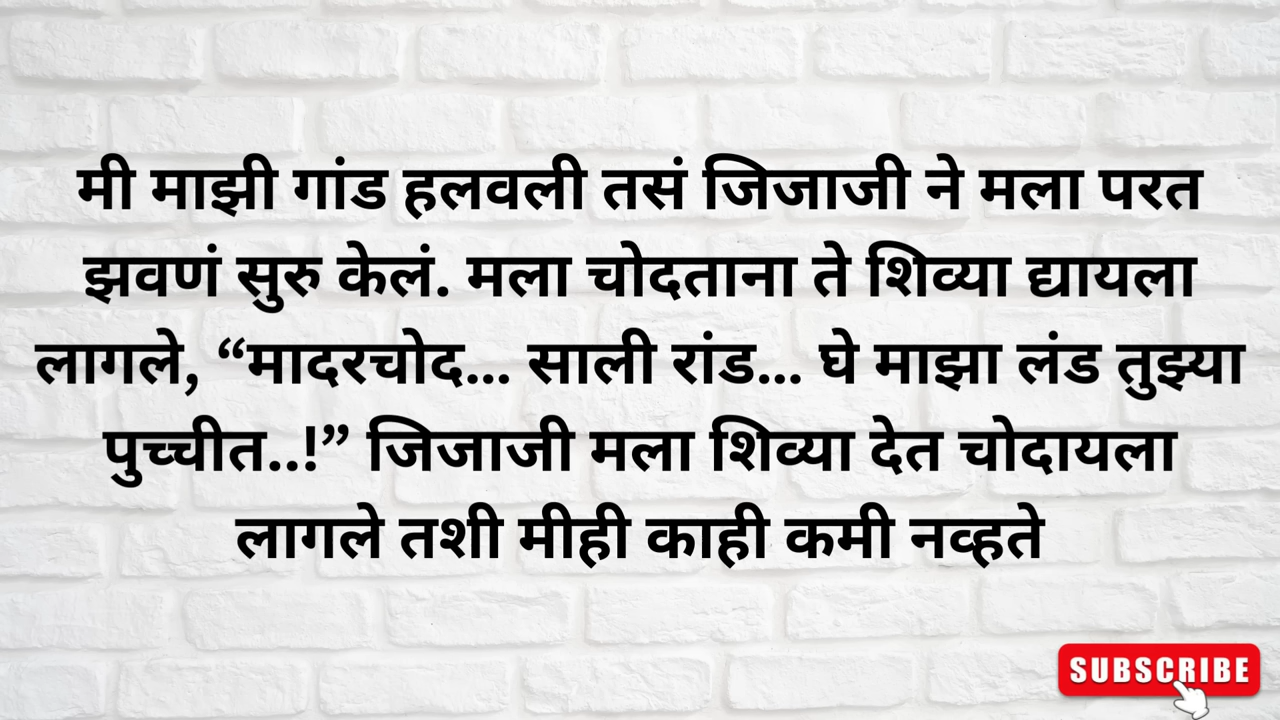 मी माझी गांड हलवली तसं जिजाजी ने मला परत
झवणं सुरु केलं. मला चोदताना ते शिव्या द्यायला
लागले, “मादरचोद... साली रांड... घे माझा लंड तुझ्या
पुच्चीत..!” जिजाजी मला शिव्या देत चोदायला
लागले तशी मीही काही कमी नव्हते
SUBSCRIBE